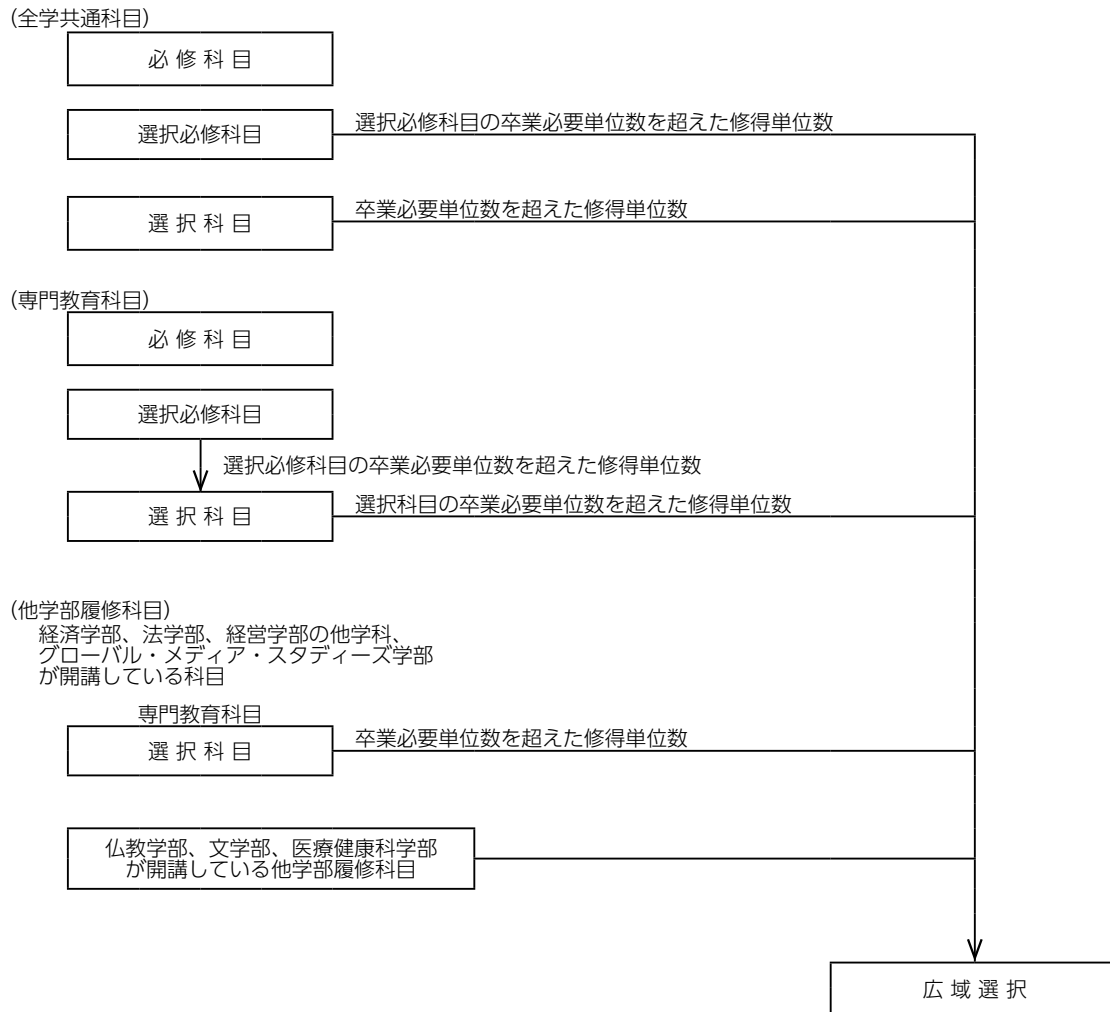 (全学共通科目)
必修科目
選択必修科目
選択必修科目の卒業必要単位数を超えた修得単位数
選択科目
卒業必要単位数を超えた修得単位数
(専門教育科目)
必修科目
選択必修科目
選択必修科目の卒業必要単位数を超えた修得単位数
選択科目
選択科目の卒業必要単位数を超えた修得単位数
(他学部履修科目)
経済学部、法学部、経営学部の他学科、
グローバル・メディア・スタディーズ学部
が開講している科目
専門教育科目
選択科目
卒業必要単位数を超えた修得単位数
仏教学部、文学部、医療健康科学部
が開講している他学部履修科目
広域選択